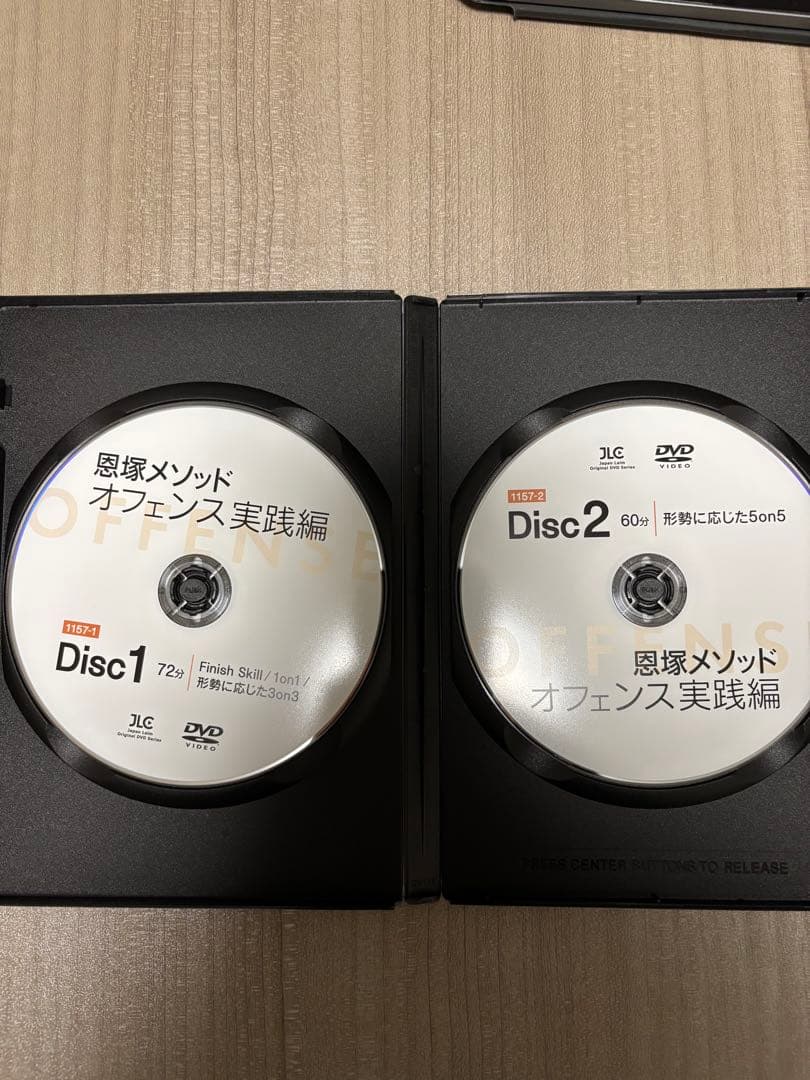 恩塚メソッド
オフェンス実践編
OFFENSE
1157-1
Disc1 72分 Finish Skill/1on1/
形勢に応じた3on3
JLC
Japan Laim
Original DVD Series
DVD
VIDEO
JLC
Japan Laim
Original DVD Series
DVD
VIDEO
1157-2
Disc2 60分 形勢に応じた5on5
OFFENS
恩塚メソッド
オフェンス実践編
PRESS CENTER BUTTONS TO RELEASE